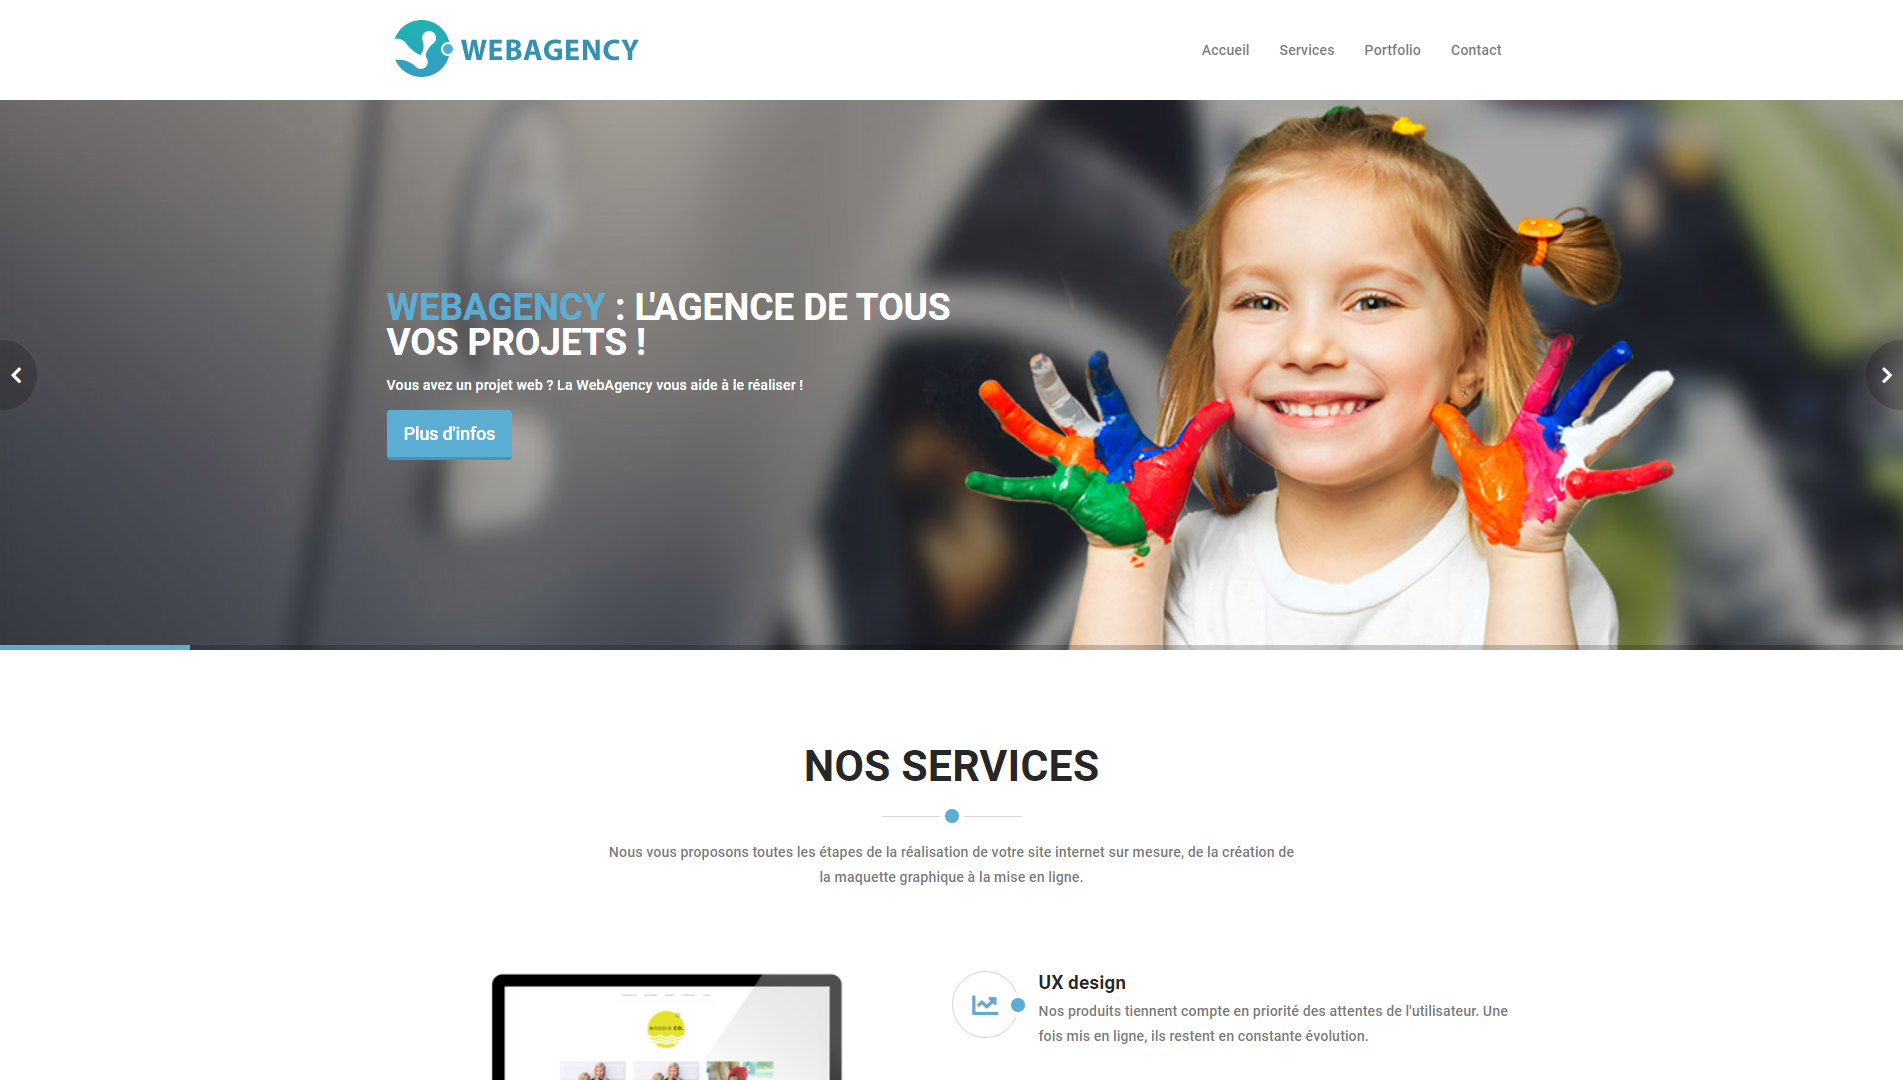 WEBAGENCY
Accueil
Services
Portfolio
Contact
WEBAGENCY : L'AGENCE DE TOUS
VOS PROJETS !
Vous avez un projet web ? La WebAgency vous aide à le réaliser !
Plus d'infos
NOS SERVICES
Nous vous proposons toutes les étapes de la réalisation de votre site internet sur mesure, de la création de
la maquette graphique à la mise en ligne.
MADDIX CO.
UX design
Nos produits tiennent compte en priorité des attentes de l'utilisateur. Une
fois mis en ligne, ils restent en constante évolution.